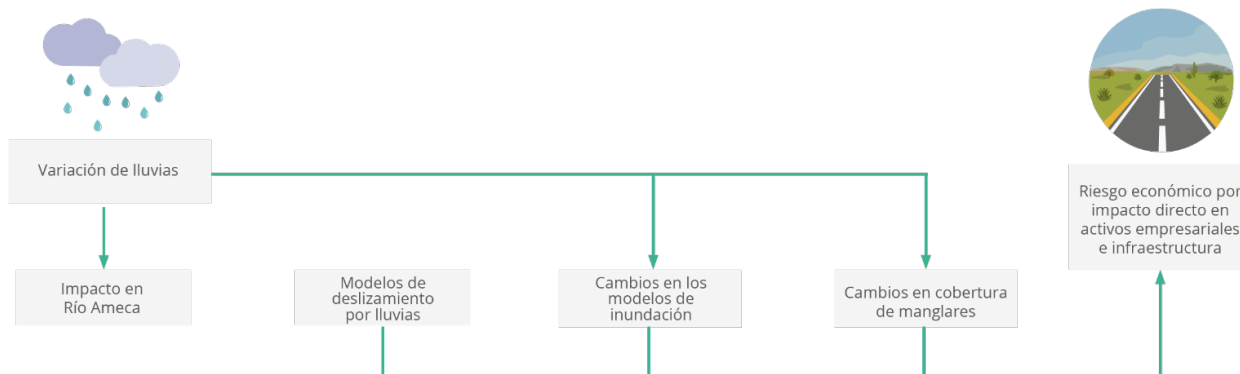 Variación de lluvias
Riesgo económico por
impacto directo en
activos empresariales
e infraestructura
Impacto en
Río Ameca
Modelos de
deslizamiento
por lluvias
Cambios en los
modelos de
inundación
Cambios en cobertura
de manglares